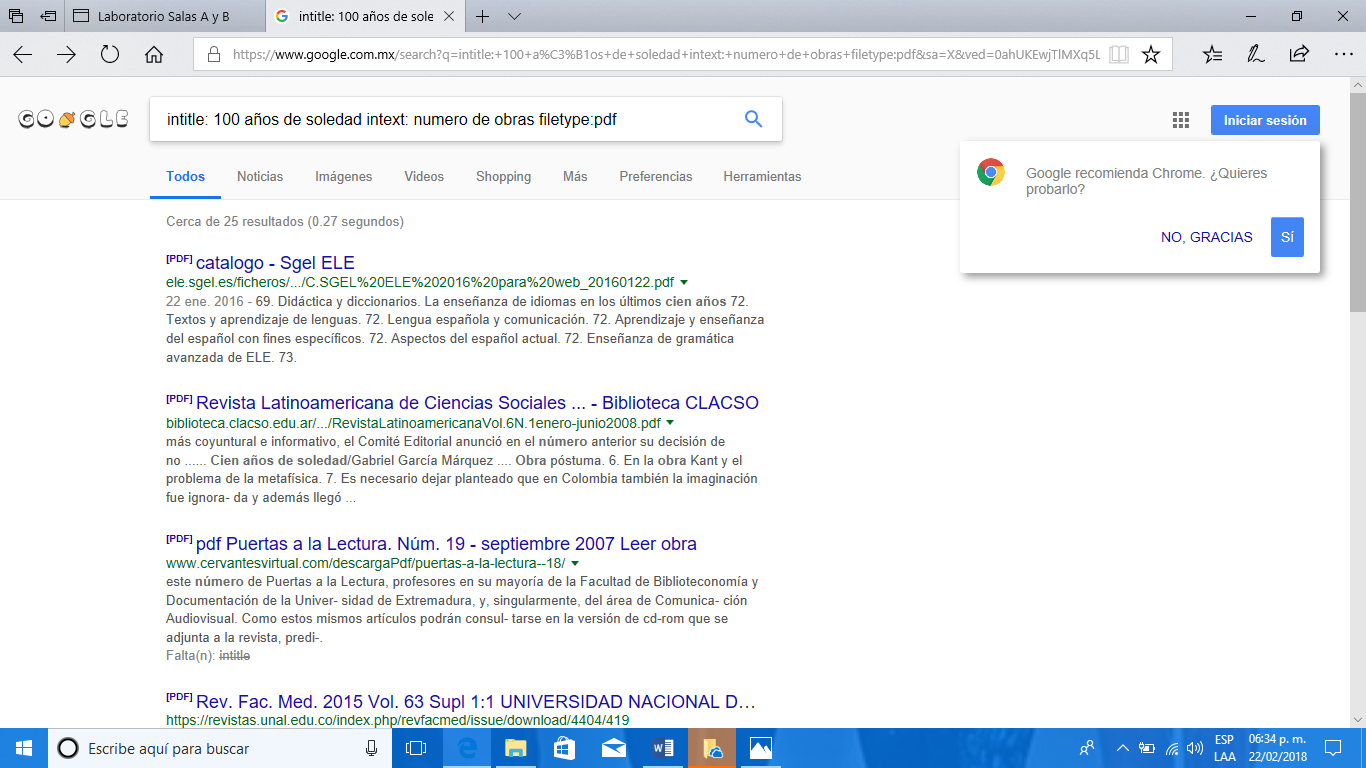 Laboratorio Salas A y B
intitle: 100 años de sole
https://www.google.com.mx/search?q=intitle:+100+a%C3%B1os+de+soledad+intext:+numero+de+obras+filetype:pdf&sa=X&ved=0ahUKEwjTlMXq5L
GOOGLE
intitle: 100 años de soledad intext: numero de obras filetype:pdf
Iniciar sesión
Todos Noticias Imágenes Videos Shopping Más Preferencias Herramientas
Google recomienda Chrome. ¿Quieres
probarlo?
NO, GRACIAS SÍ
Cerca de 25 resultados (0.27 segundos)
[PDF] catalogo - Sgel ELE
ele.sgel.es/ficheros/.../C.SGEL%20ELE%202016%20para%20web_20160122.pdf
22 ene. 2016 - 69. Didáctica y diccionarios. La enseñanza de idiomas en los últimos cien años 72.
Textos y aprendizaje de lenguas. 72. Lengua española y comunicación. 72. Aprendizaje y enseñanza
del español con fines específicos. 72. Aspectos del español actual. 72. Enseñanza de gramática
avanzada de ELE. 73.
[PDF] Revista Latinoamericana de Ciencias Sociales ... - Biblioteca CLACSO
biblioteca.clacso.edu.ar/.../RevistaLatinoamericanaVol.6N.1enero-junio2008.pdf
más coyuntural e informativo, el Comité Editorial anunció en el número anterior su decisión de
no ...... Cien años de soledad/Gabriel García Márquez .... Obra póstuma. 6. En la obra Kant y el
problema de la metafísica. 7. Es necesario dejar planteado que en Colombia también la imaginación
fue ignora- da y además llegó ...
[PDF] pdf Puertas a la Lectura. Núm. 19 - septiembre 2007 Leer obra
www.cervantesvirtual.com/descargaPdf/puertas-a-la-lectura--18/
este número de Puertas a la Lectura, profesores en su mayoría de la Facultad de Biblioteconomía y
Documentación de la Univer- sidad de Extremadura, y, singularmente, del área de Comunica- ción
Audiovisual. Como estos mismos artículos podrán consul- tarse en la versión de cd-rom que se
adjunta a la revista, predi-.
Falta(n): intitle
[PDF] Rev. Fac. Med. 2015 Vol. 63 Supl 1:1 UNIVERSIDAD NACIONAL D...
https://revistas.unal.edu.co/index.php/revfacmed/issue/download/4404/419
Escribe aquí para buscar
ESP
LAA
06:34 p. m.
22/02/2018